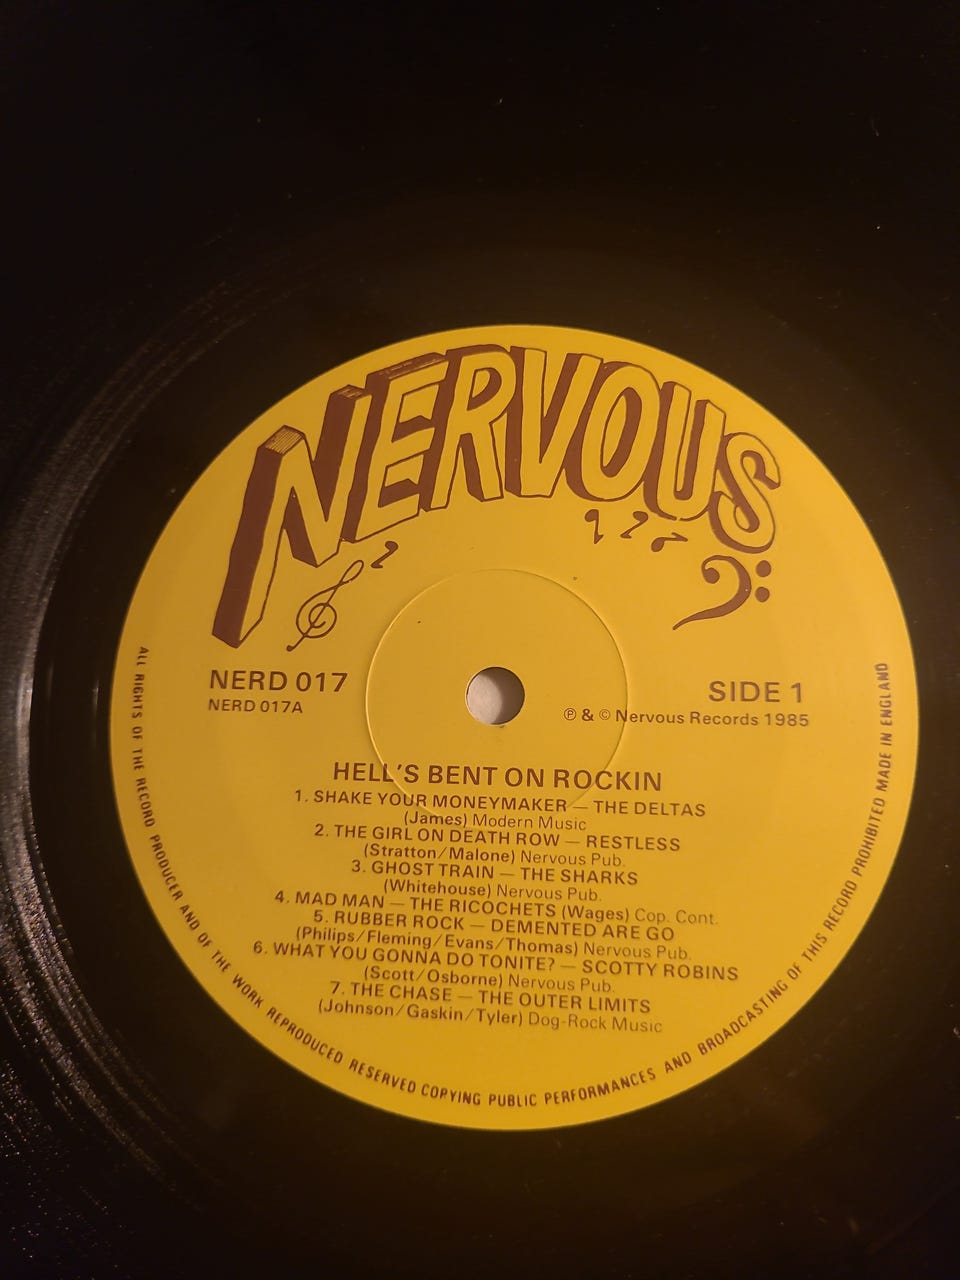 NERVOUS
NERD 017
NERD 017A
SIDE 1
℗ & © Nervous Records 1985
HELL'S BENT ON ROCKIN
1. SHAKE YOUR MONEYMAKER — THE DELTAS
(James) Modern Music
2. THE GIRL ON DEATH ROW — RESTLESS
(Stratton/Malone) Nervous Pub.
3. GHOST TRAIN — THE SHARKS
(Whitehouse) Nervous Pub.
4. MAD MAN — THE RICOCHETS (Wages) Cop. Cont.
5. RUBBER ROCK — DEMENTED ARE GO
(Philips/Fleming/Evans/Thomas) Nervous Pub.
6. WHAT YOU GONNA DO TONITE? — SCOTTY ROBINS
(Scott/Osborne) Nervous Pub.
7. THE CHASE — THE OUTER LIMITS
(Johnson/Gaskin/Tyler) Dog-Rock Music
ALL RIGHTS OF THE RECORD PRODUCER AND OF THE WORK REPRODUCED RESERVED COPYING PUBLIC PERFORMANCES AND BROADCASTING OF THIS RECORD PROHIBITED MADE IN ENGLAND